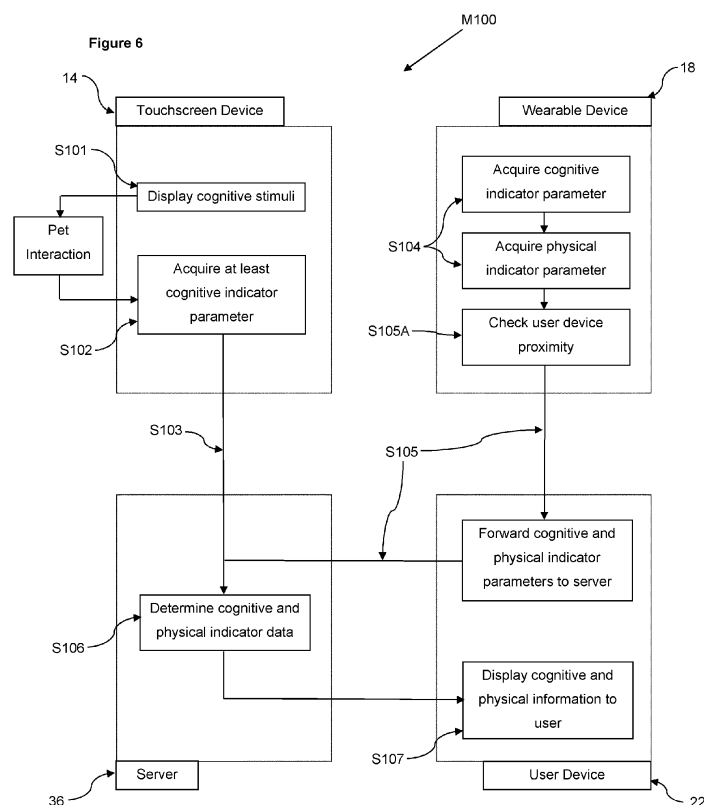 M100
Figure 6
14
18
Touchscreen Device
Wearable Device
S101
Display cognitive stimuli
Pet
Interaction
Acquire at least
cognitive indicator
parameter
S102
Acquire cognitive
indicator parameter
S104
Acquire physical
indicator parameter
S105A
Check user device
proximity
S103
S105
Forward cognitive and
physical indicator
parameters to server
Determine cognitive and
physical indicator data
S106
Display cognitive and
physical information to
user
S107
Server
User Device
36
22